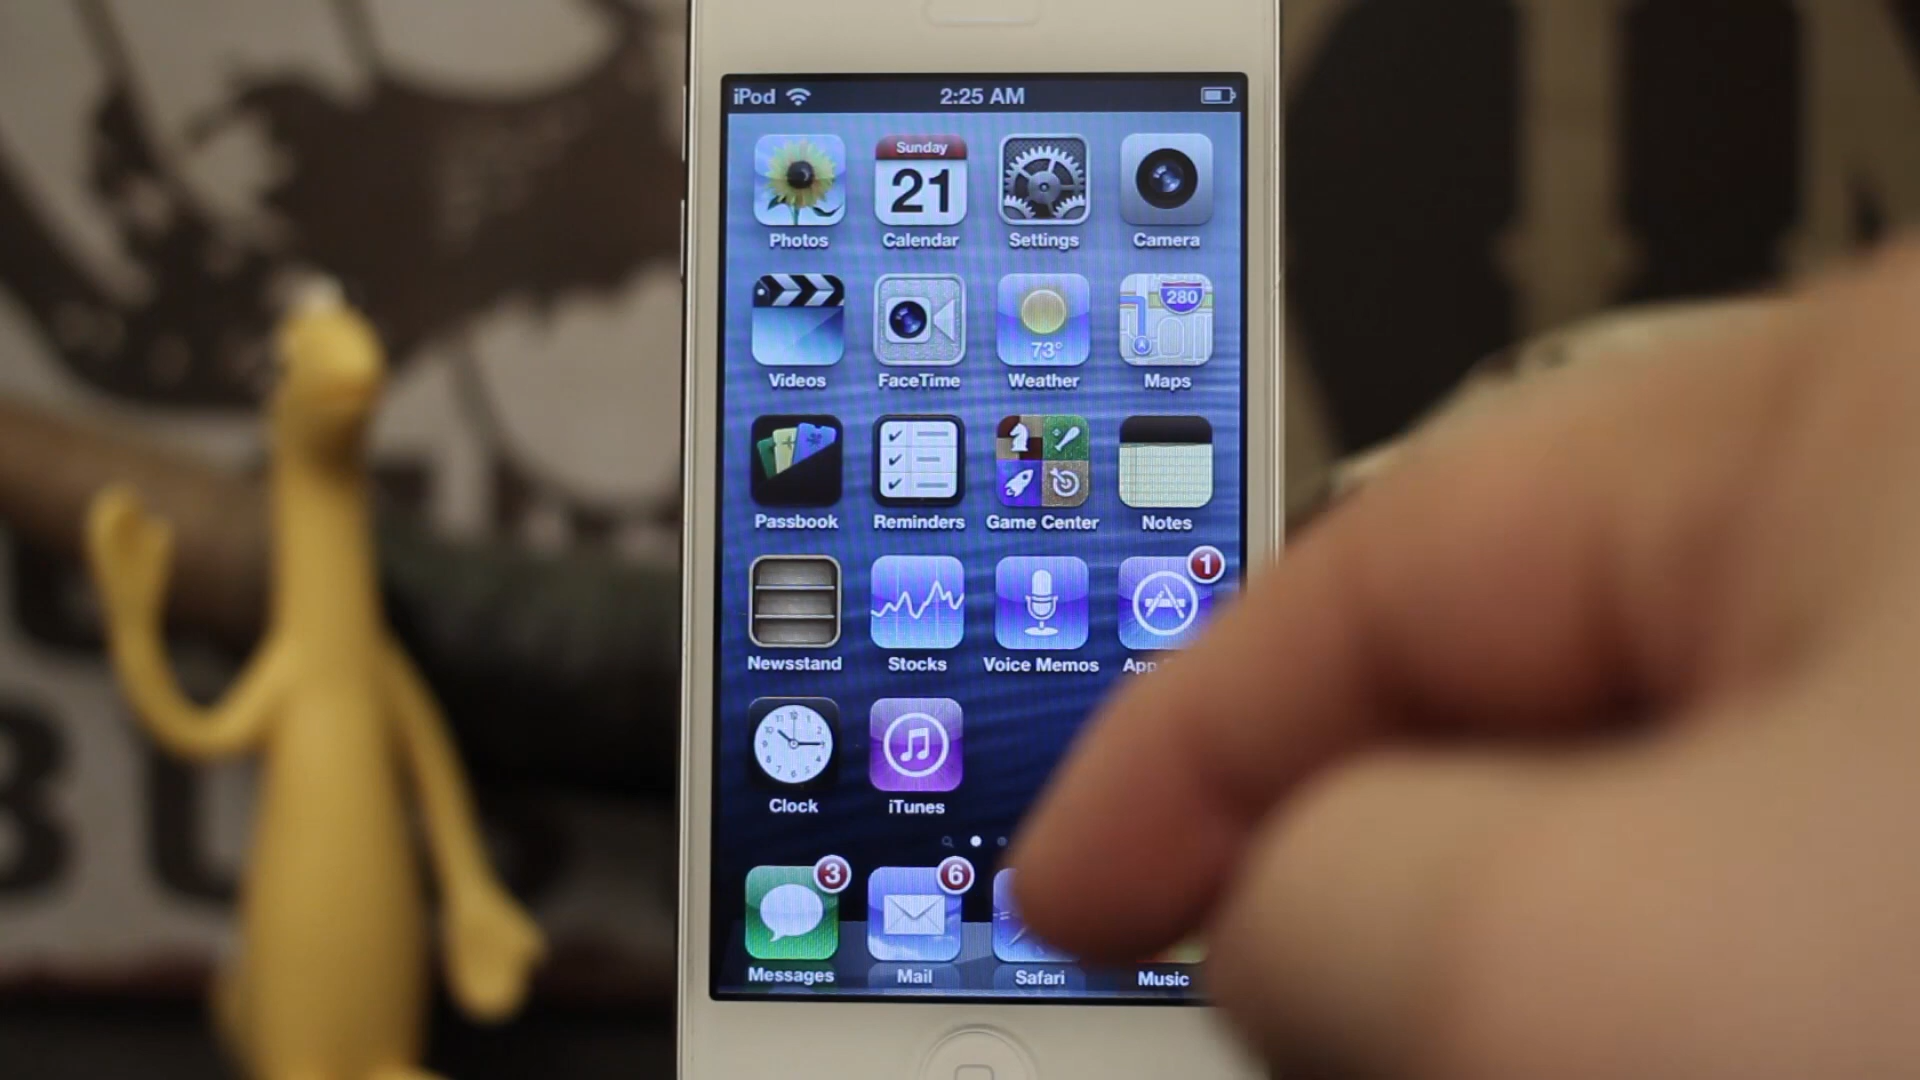 iPod 2:25 AM
Sunday
21
Photos Calendar Settings Camera
73° 280
Videos FaceTime Weather Maps
Passbook Reminders Game Center Notes
1
Newsstand Stocks Voice Memos App
Clock iTunes
3 6
Messages Mail Safari Music